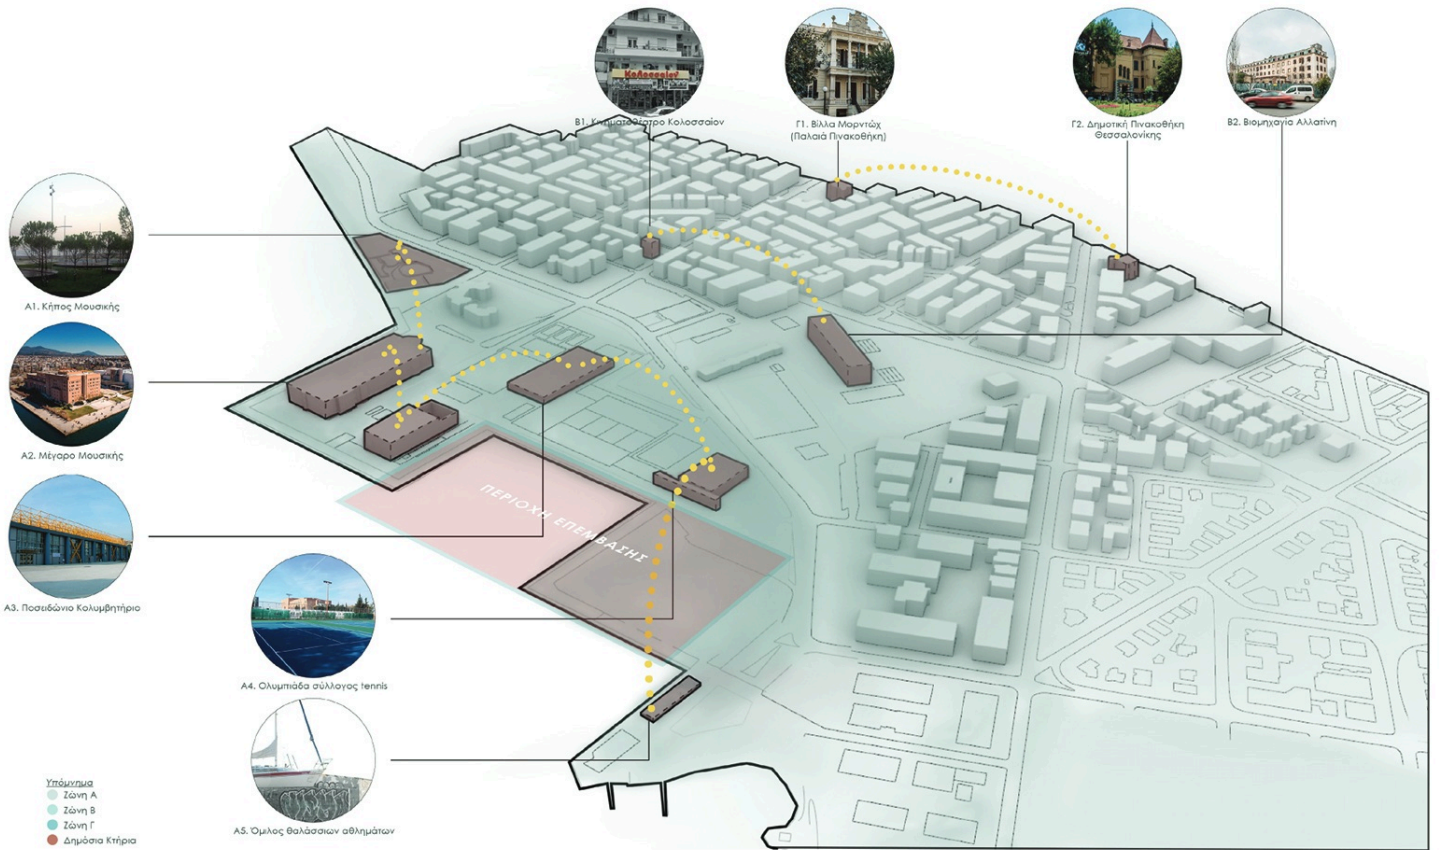 Κολοσσαίον
Β1. Κινηματοθέατρο Κολοσσαίον
Γ1. Βίλλα Μορντώχ
(Παλαιά Πινακοθήκη)
Γ2. Δημοτική Πινακοθήκη
Θεσσαλονίκης
Β2. Βιομηχανία Αλλατίνη
Α1. Κήπος Μουσικής
Α2. Μέγαρο Μουσικής
Α3. Ποσειδώνιο Κολυμβητήριο
ΠΕΡΙΟΧΗ ΕΠΕΜΒΑΣΗΣ
Α4. Ολυμπιάδα σύλλογος tennis
Α5. Όμιλος θαλάσσιων αθλημάτων
Υπόμνημα
Ζώνη Α
Ζώνη Β
Ζώνη Γ
Δημόσια Κτήρια